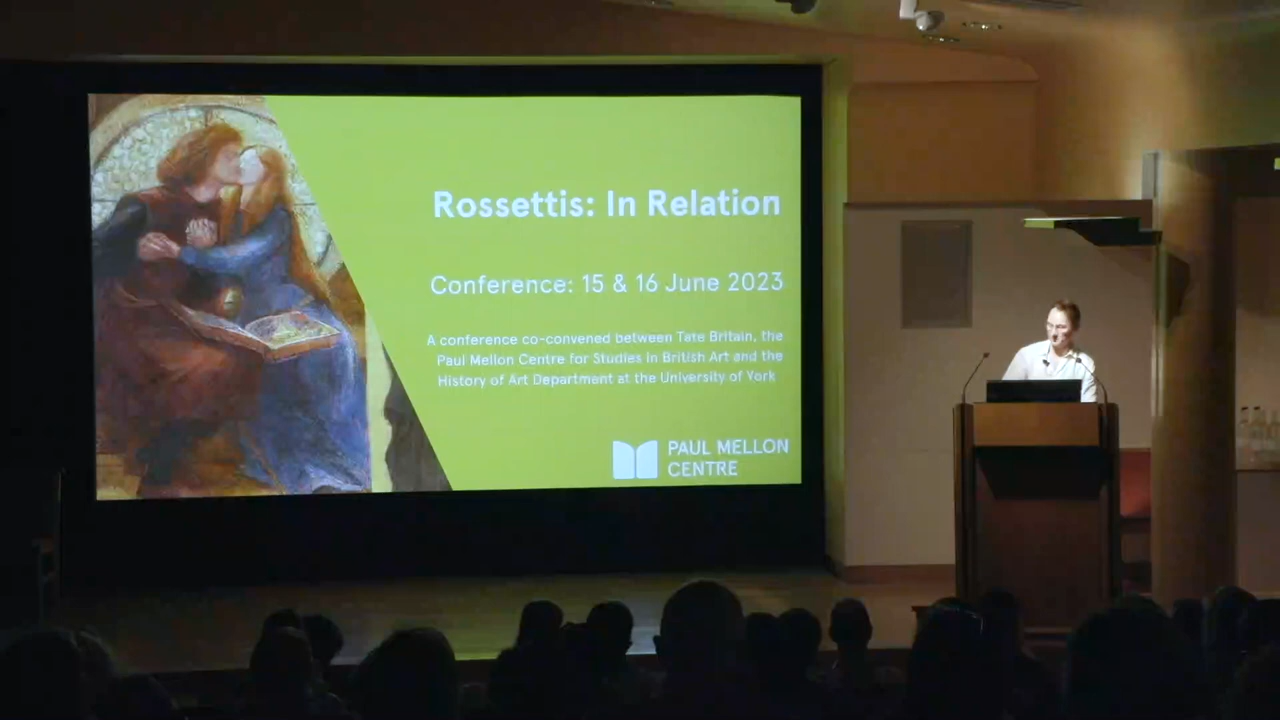 Rossettis: In Relation
Conference: 15 & 16 June 2023
A conference co-convened between Tate Britain, the
Paul Mellon Centre for Studies in British Art and the
History of Art Department at the University of York
PAUL MELLON
CENTRE